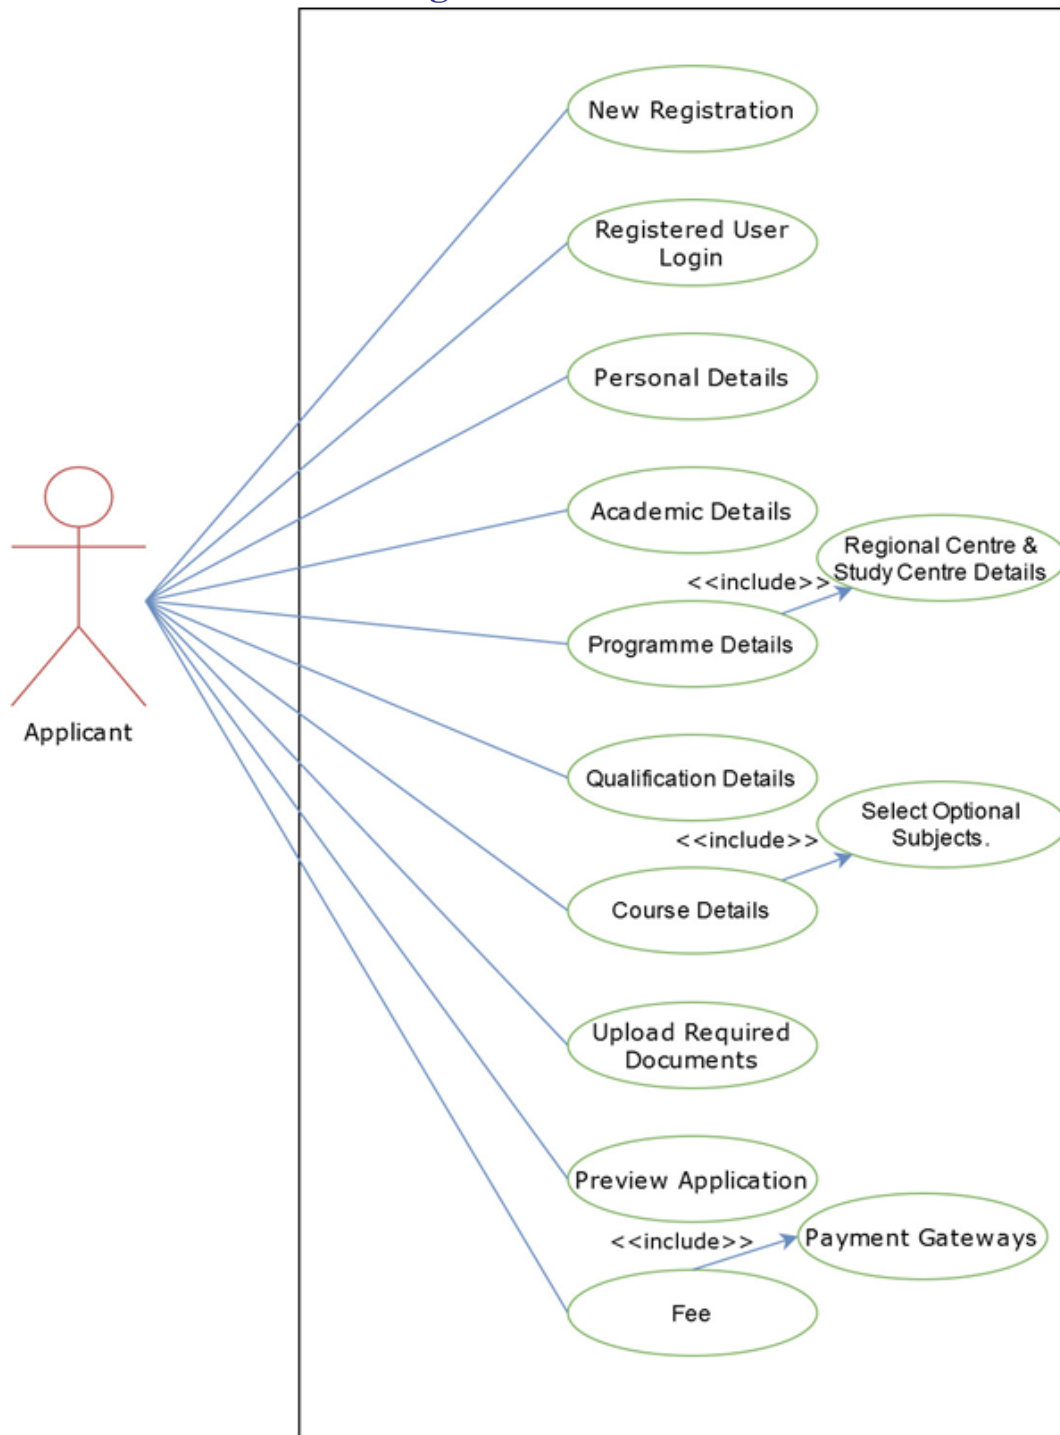 New Registration
Registered User
Login
Personal Details
Academic Details
Regional Centre &
Study Centre Details
<<include>>
Programme Details
Applicant
Qualification Details
Select Optional
Subjects.
<<include>>
Course Details
Upload Required
Documents
Preview Application
<<include>>
Payment Gateways
Fee